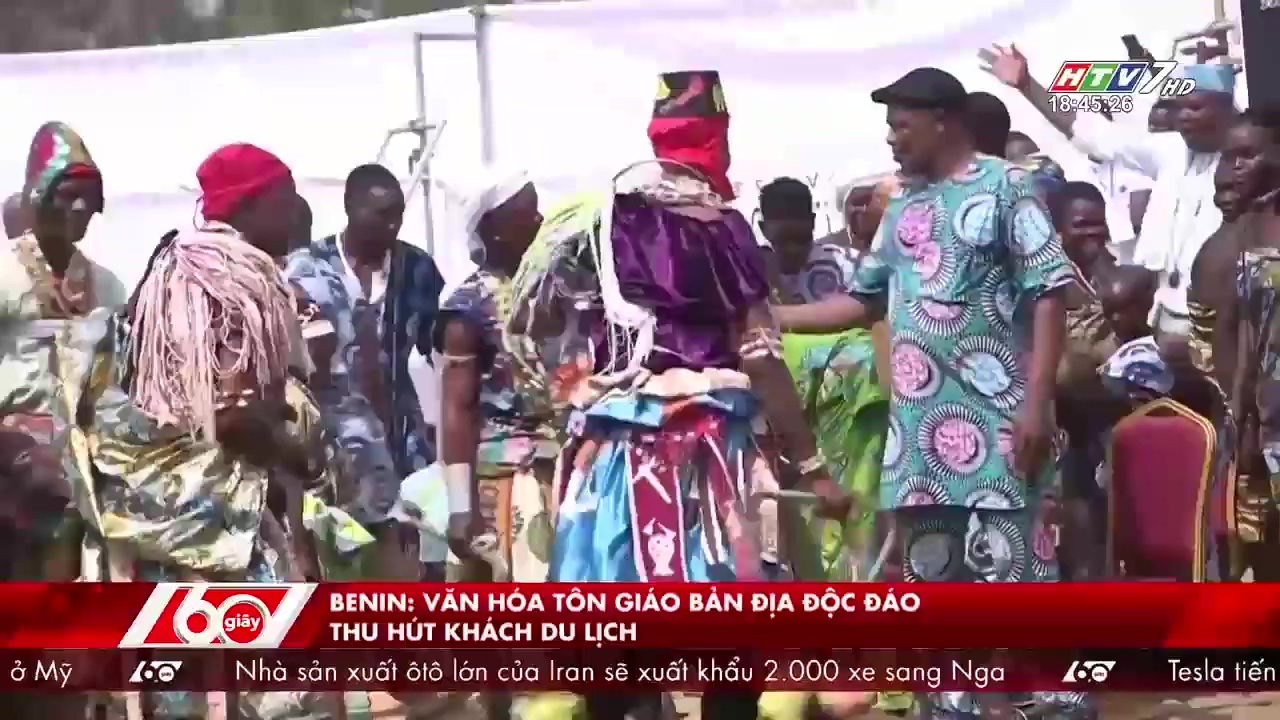 HTV7 HD
18:45:26
60 giây
BENIN: VĂN HÓA TÔN GIÁO BẢN ĐỊA ĐỘC ĐÁO
THU HÚT KHÁCH DU LỊCH
ở Mỹ 60 Nhà sản xuất ôtô lớn của Iran sẽ xuất khẩu 2.000 xe sang Nga 60 Tesla tiến